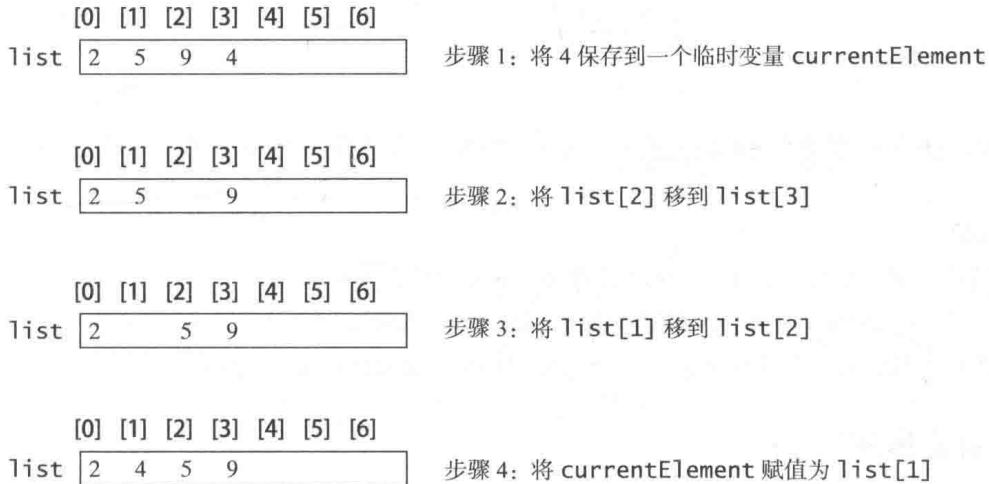 [0] [1] [2] [3] [4] [5] [6]
list 2 5 9 4 步骤 1：将 4 保存到一个临时变量 currentElement
[0] [1] [2] [3] [4] [5] [6]
list 2 5 9 步骤 2：将 list[2] 移到 list[3]
[0] [1] [2] [3] [4] [5] [6]
list 2 5 9 步骤 3：将 list[1] 移到 list[2]
[0] [1] [2] [3] [4] [5] [6]
list 2 4 5 9 步骤 4：将 currentElement 赋值为 list[1]